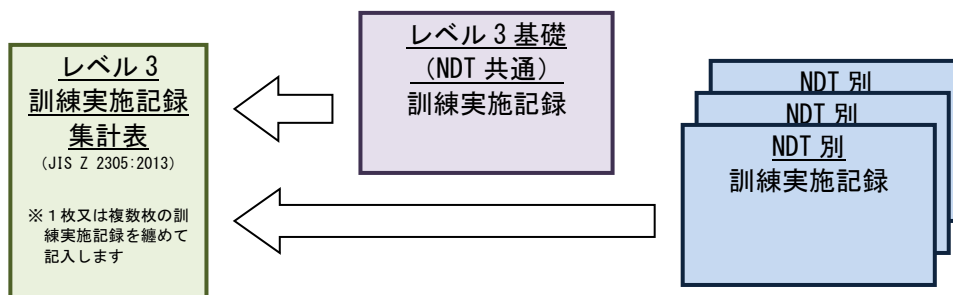 レベル3
訓練実施記録
集計表
(JIS Z 2305:2013)
※1枚又は複数枚の訓
練実施記録を纏めて
記入します
レベル3基礎
(NDT共通)
訓練実施記録
NDT別
NDT別
NDT別
訓練実施記録